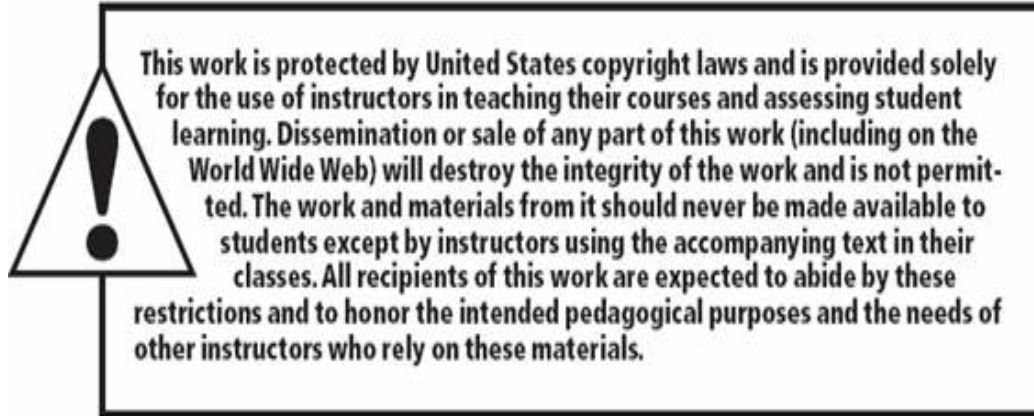 This work is protected by United States copyright laws and is provided solely
for the use of instructors in teaching their courses and assessing student
learning. Dissemination or sale of any part of this work (including on the
World Wide Web) will destroy the integrity of the work and is not permit-
ted. The work and materials from it should never be made available to
students except by instructors using the accompanying text in their
classes. All recipients of this work are expected to abide by these
restrictions and to honor the intended pedagogical purposes and the needs of
other instructors who rely on these materials.